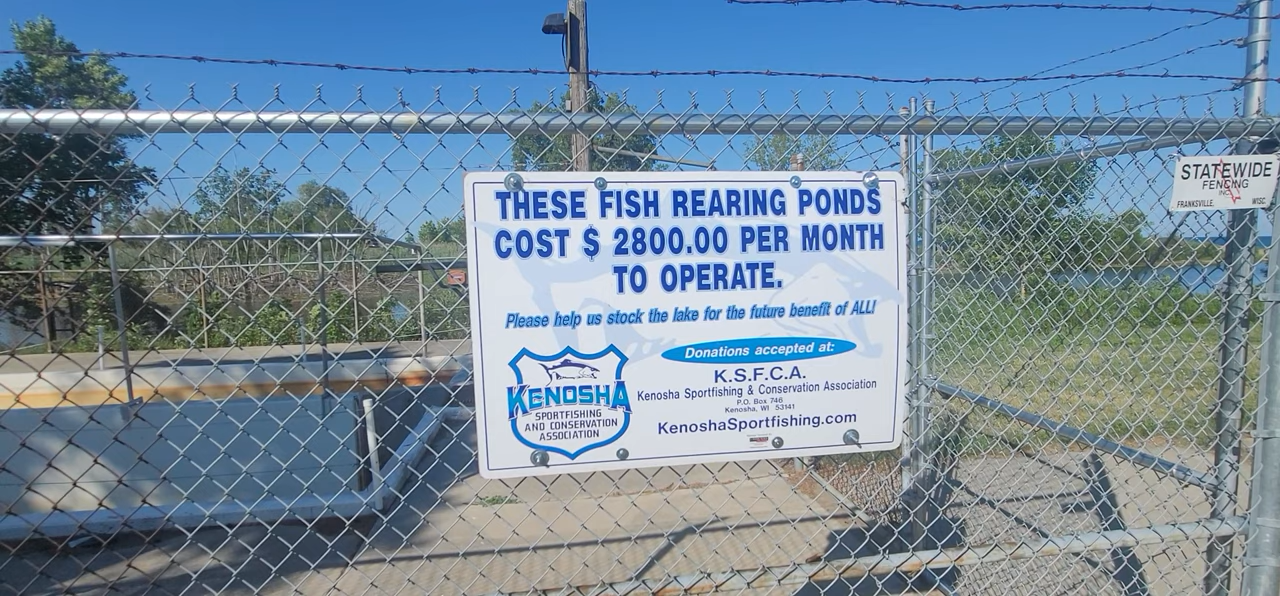 THESE FISH REARING PONDS
COST $ 2800.00 PER MONTH
TO OPERATE.
Please help us stock the lake for the future benefit of ALL!
Donations accepted at:
K.S.F.C.A.
Kenosha Sportfishing & Conservation Association
P.O. Box 746
Kenosha, WI 53141
KenoshaSportfishing.com
KENOSHA
SPORTFISHING
AND CONSERVATION
ASSOCIATION
STATEWIDE
FENCING
INC.
FRANKSVILLE, WISC.